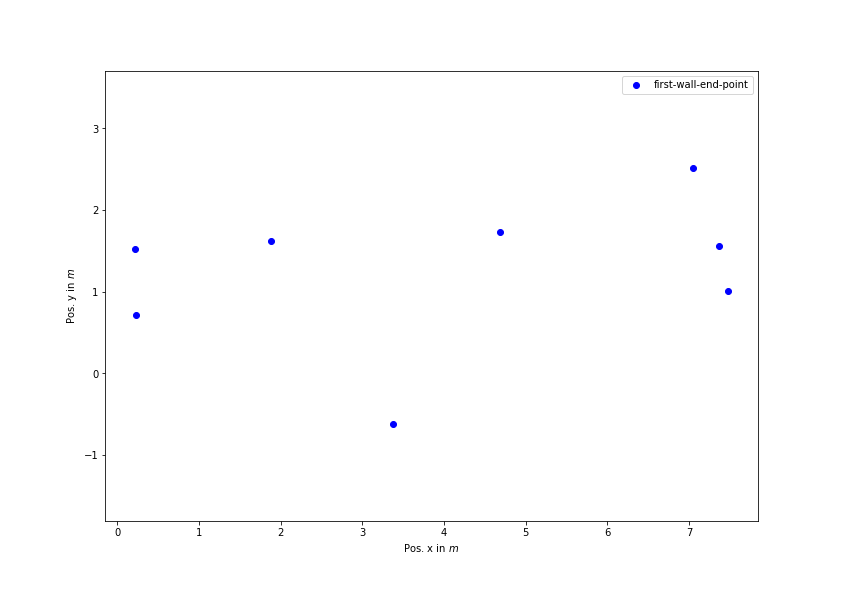 first-wall-end-point
3
2
1
0
−1
Pos. y in m
0 1 2 3 4 5 6 7
Pos. x in m